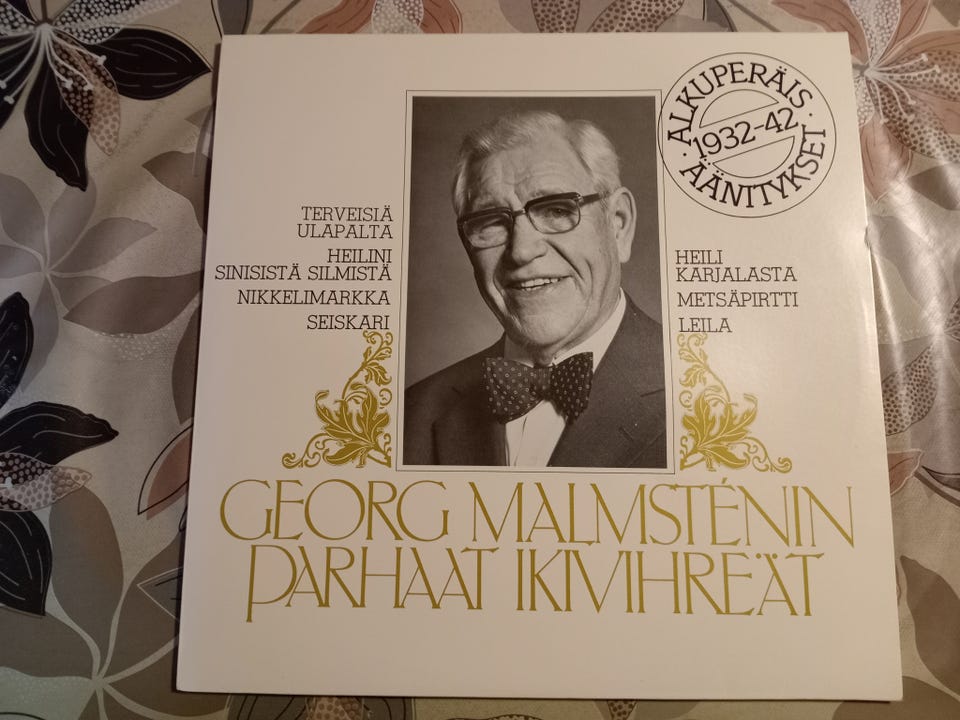 ALKUPERÄIS
1932-42
ÄÄNITYKSET
TERVEISIÄ
ULAPALTA
HEILINI
SINISISTÄ SILMISTÄ
NIKKELIMARKKA
SEISKARI
HEILI
KARJALASTA
METSÄPIRTTI
LEILA
GEORG MALMSTÉNIN
PARHAAT IKIVIHREÄT